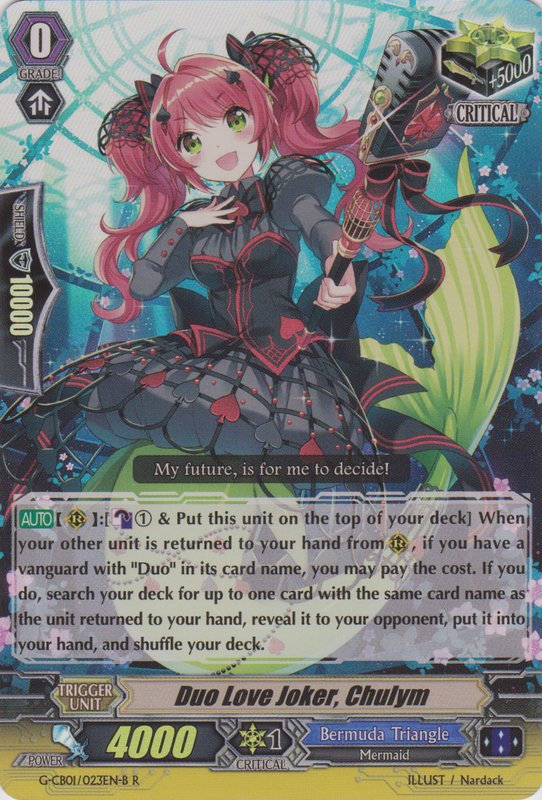 0
GRADE
+5000
CRITICAL
SHIELD
10000
My future, is for me to decide!
AUTO [ R ]:[ ① & Put this unit on the top of your deck] When
your other unit is returned to your hand from R , if you have a
vanguard with "Duo" in its card name, you may pay the cost. If you
do, search your deck for up to one card with the same card name as
the unit returned to your hand, reveal it to your opponent, put it into
your hand, and shuffle your deck.
TRIGGER
UNIT
Duo Love Joker, Chulym
POWER
4000
1
CRITICAL
Bermuda Triangle
Mermaid
G-CB01/023EN-B R
ILLUST / Nardack